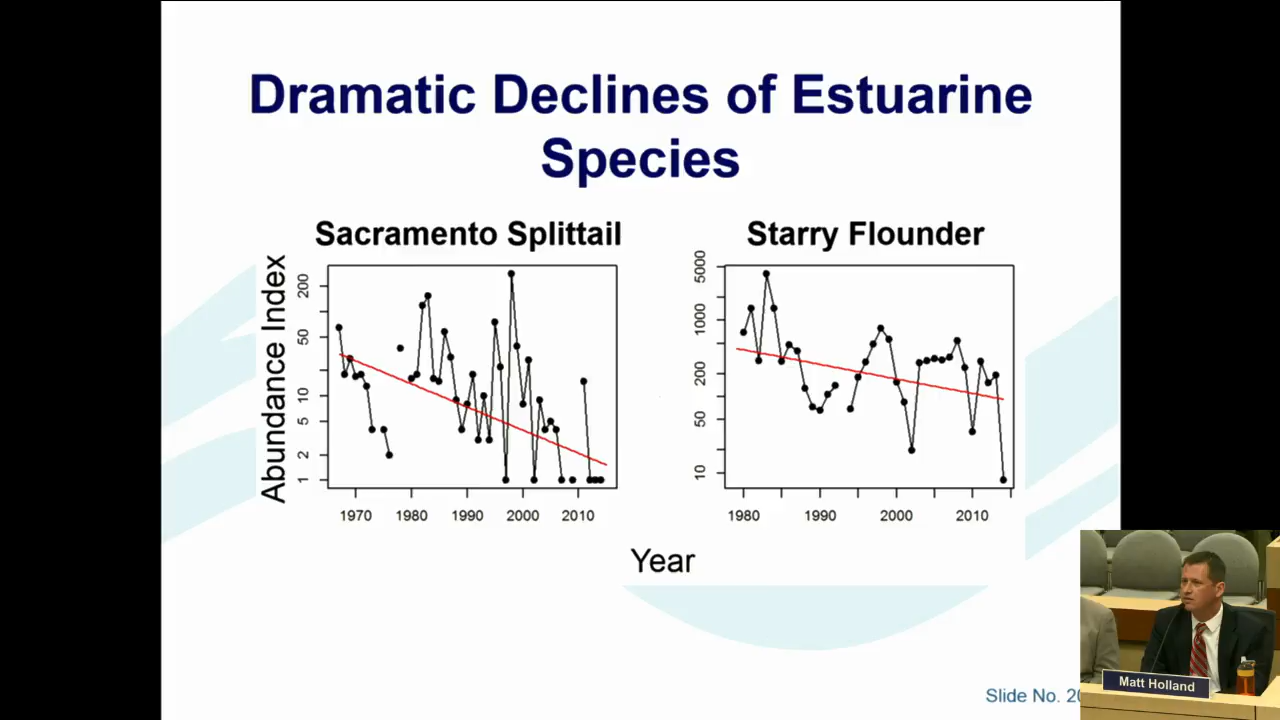 Dramatic Declines of Estuarine
Species
Sacramento Splittail
Starry Flounder
Abundance Index
200
50
10
5
2
1
1970 1980 1990 2000 2010
5000
1000
200
50
10
1980 1990 2000 2010
Year
Matt Holland
Slide No.